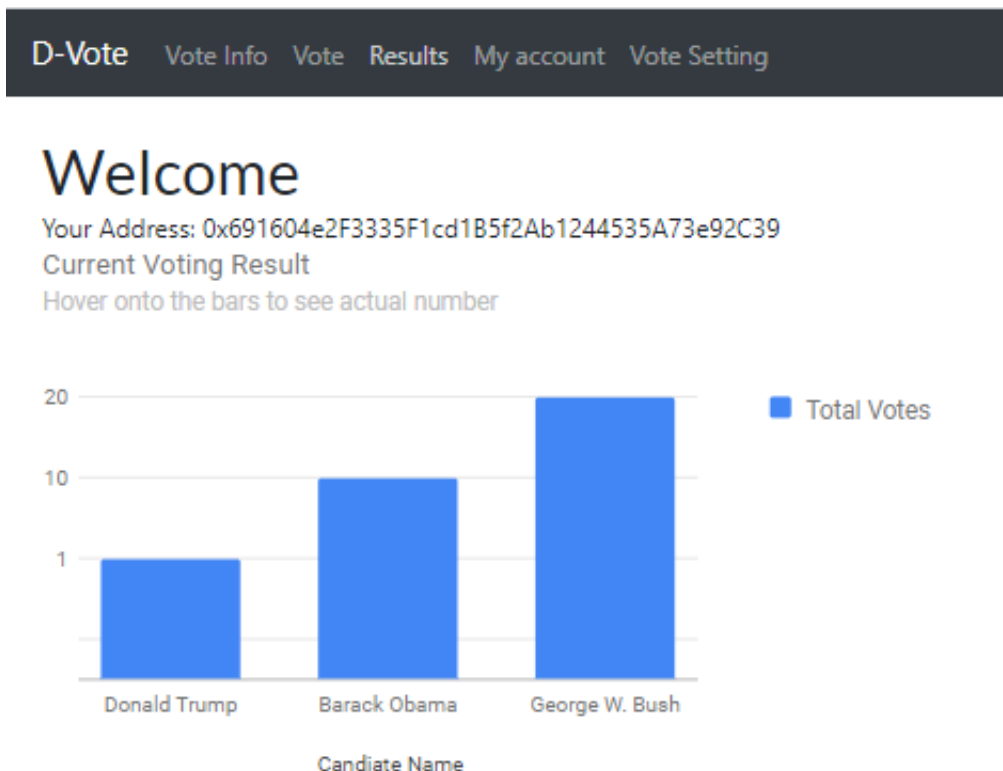 D-Vote Vote Info Vote Results My account Vote Setting
Welcome
Your Address: 0x691604e2F3335F1cd1B5f2Ab1244535A73e92C39
Current Voting Result
Hover onto the bars to see actual number
20
Total Votes
10
1
Donald Trump Barack Obama George W. Bush
Candiate Name